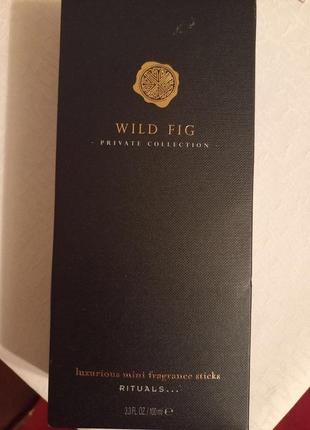 WILD FIG
- PRIVATE COLLECTION -
luxurious mini fragrance sticks
RITUALS...
3.3 FL. OZ. / 100 ml ℮